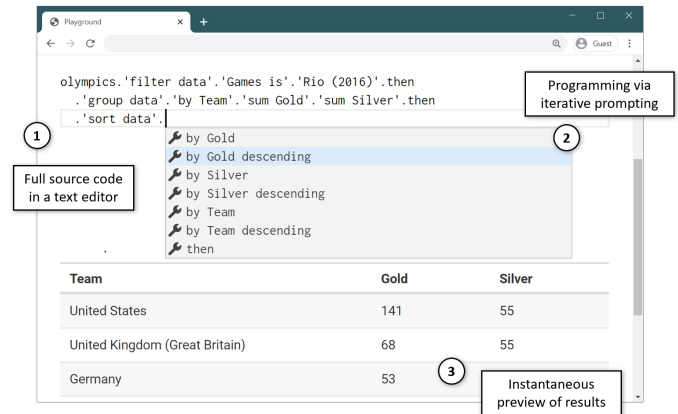 Playground
Guest
olympics.'filter data'.'Games is'.'Rio (2016)'.then
.'group data'.'by Team'.'sum Gold'.'sum Silver'.then
.'sort data'.
Programming via
iterative prompting
1
2
Full source code
in a text editor
by Gold
by Gold descending
by Silver
by Silver descending
by Team
by Team descending
then
.
Team Gold Silver
United States 141 55
United Kingdom (Great Britain) 68 55
Germany 53
3
Instantaneous
preview of results